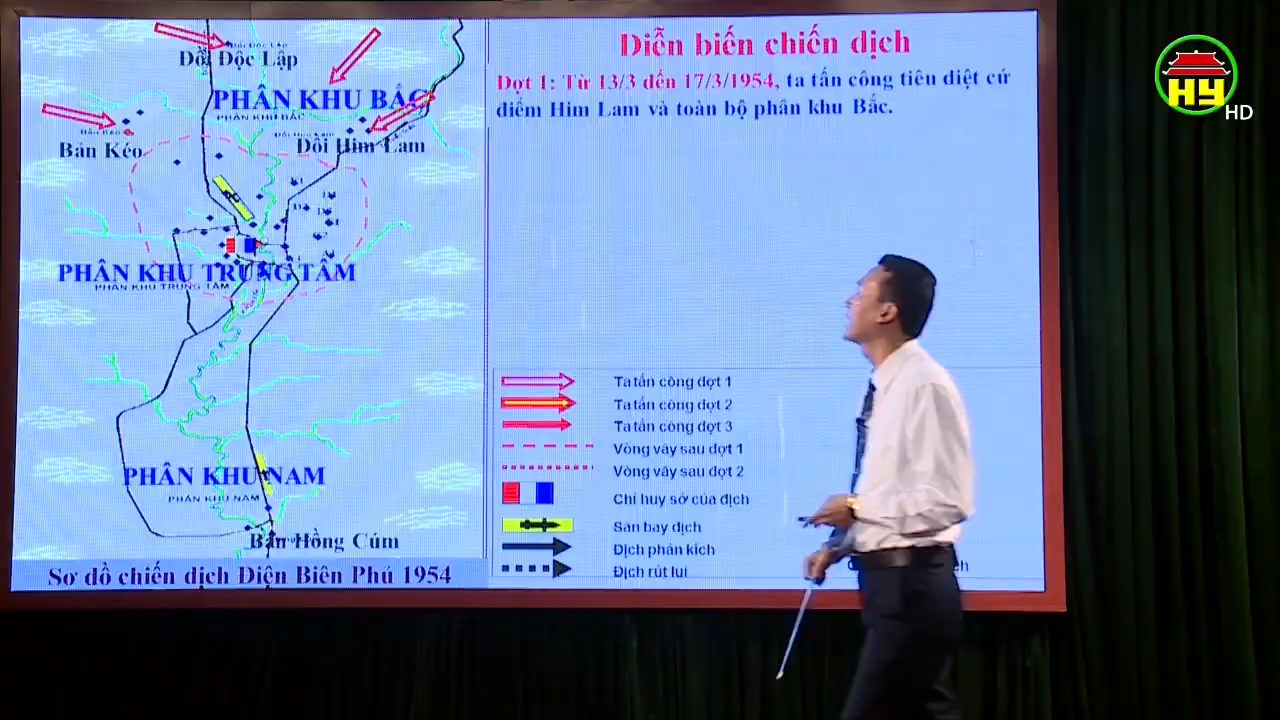 Diễn biến chiến dịch
Đợt 1: Từ 13/3 đến 17/3/1954, ta tấn công tiêu diệt cứ
điểm Him Lam và toàn bộ phân khu Bắc.
Đồi Độc Lập
PHÂN KHU BẮC
PHÂN KHU BẮC
Bản Kéo
Đồi Him Lam
PHÂN KHU TRUNG TÂM
PHÂN KHU TRUNG TÂM
PHÂN KHU NAM
PHÂN KHU NAM
Bản Hồng Cúm
Sơ đồ chiến dịch Điện Biên Phủ 1954
Ta tấn công đợt 1
Ta tấn công đợt 2
Ta tấn công đợt 3
Vòng vây sau đợt 1
Vòng vây sau đợt 2
Chỉ huy sở của địch
Sân bay địch
Địch phản kích
Địch rút lui
HY
HD